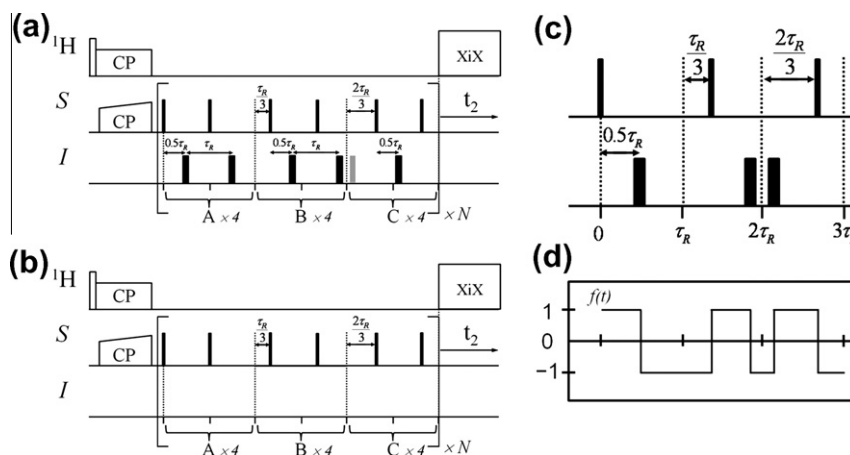 (a)
¹H
CP
XiX
S
CP
τR/3
2τR/3
t₂
I
0.5τR
τR
0.5τR
τR
0.5τR
A ×4
B ×4
C ×4
×N
(b)
¹H
CP
XiX
S
CP
τR/3
2τR/3
t₂
I
A ×4
B ×4
C ×4
×N
(c)
τR/3
2τR/3
0.5τR
0
τR
2τR
(d)
f(t)
1
0
−1